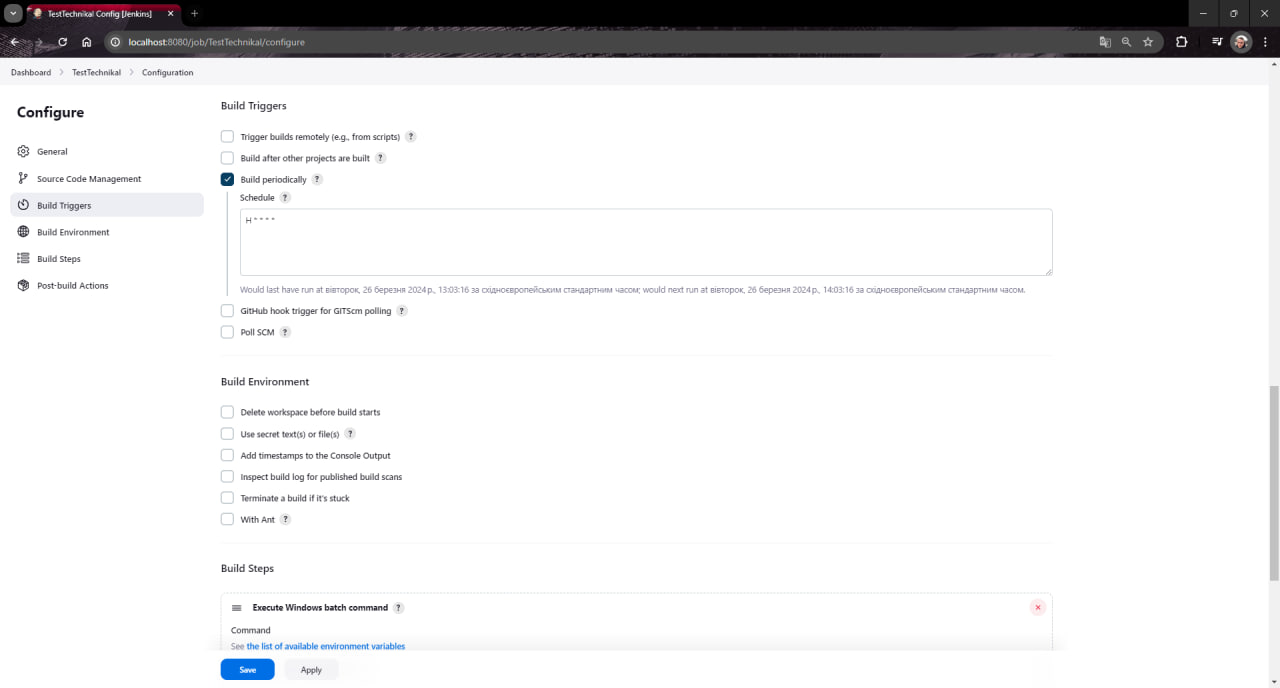 TestTechnikal Config [Jenkins]
localhost:8080/job/TestTechnikal/configure
Dashboard > TestTechnikal > Configuration
Configure
General
Source Code Management
Build Triggers
Build Environment
Build Steps
Post-build Actions
Build Triggers
Trigger builds remotely (e.g., from scripts) ?
Build after other projects are built ?
Build periodically ?
Schedule ?
H * * * *
Would last have run at вівторок, 26 березня 2024 р., 13:03:16 за східноєвропейським стандартним часом; would next run at вівторок, 26 березня 2024 р., 14:03:16 за східноєвропейським стандартним часом.
GitHub hook trigger for GITScm polling ?
Poll SCM ?
Build Environment
Delete workspace before build starts
Use secret text(s) or file(s) ?
Add timestamps to the Console Output
Inspect build log for published build scans
Terminate a build if it's stuck
With Ant ?
Build Steps
Execute Windows batch command ?
Command
See the list of available environment variables
Save
Apply